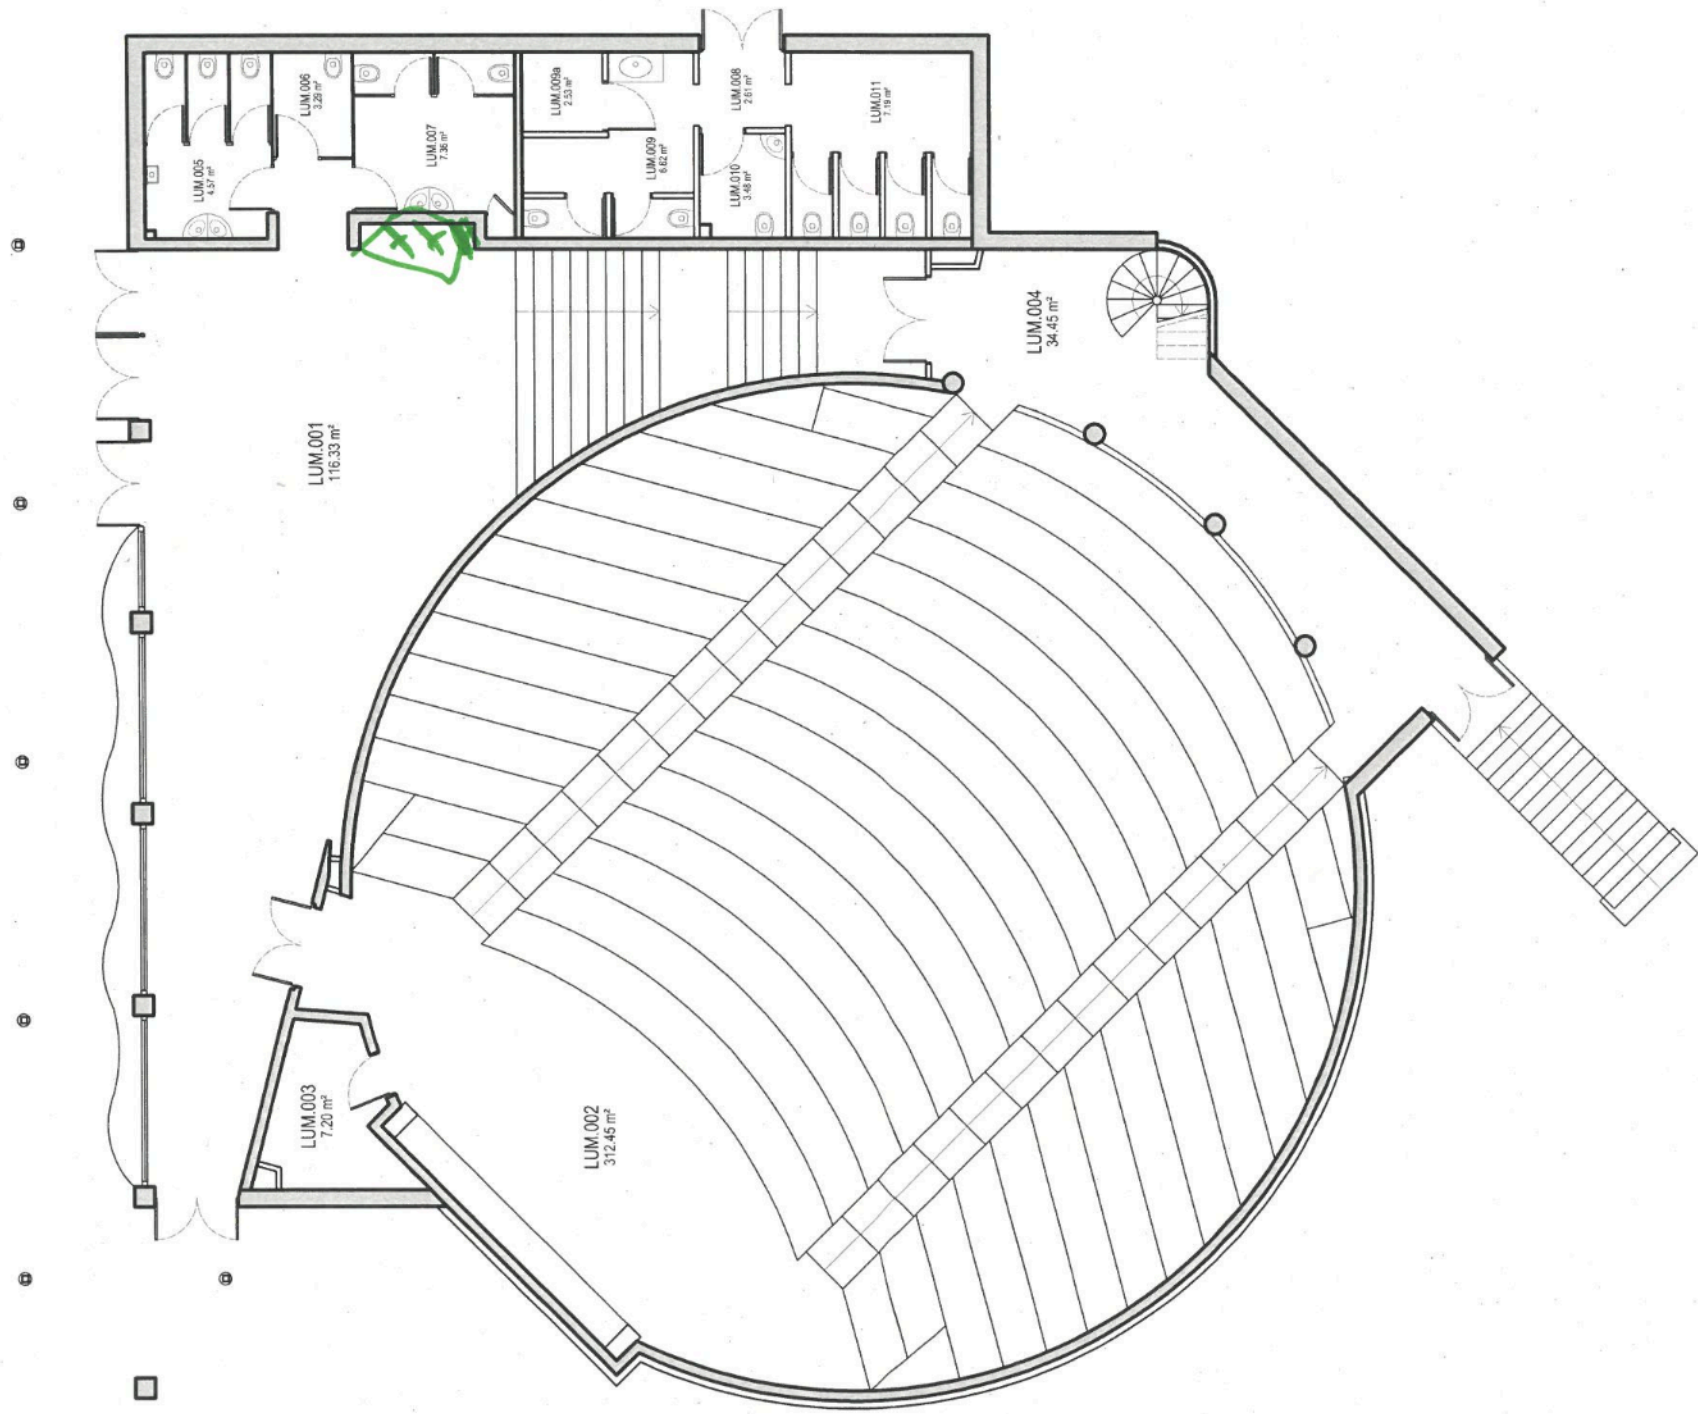 LUM.006
3.29 m²
LUM.005
4.57 m²
LUM.007
7.36 m²
LUM.009a
2.53 m²
LUM.009
6.62 m²
LUM.008
2.61 m²
LUM.010
3.48 m²
LUM.011
7.19 m²
LUM.004
34.45 m²
LUM.001
116.33 m²
LUM.003
7.20 m²
LUM.002
312.45 m²